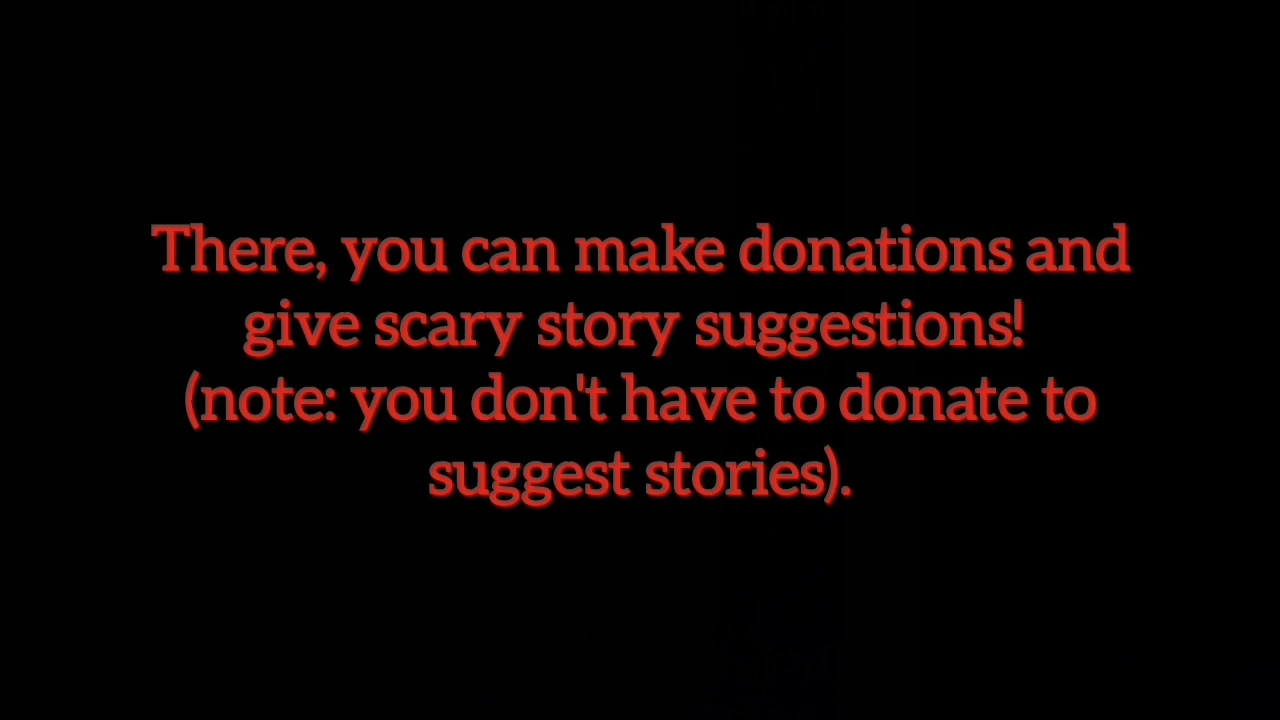 There, you can make donations and
give scary story suggestions!
(note: you don't have to donate to
suggest stories).